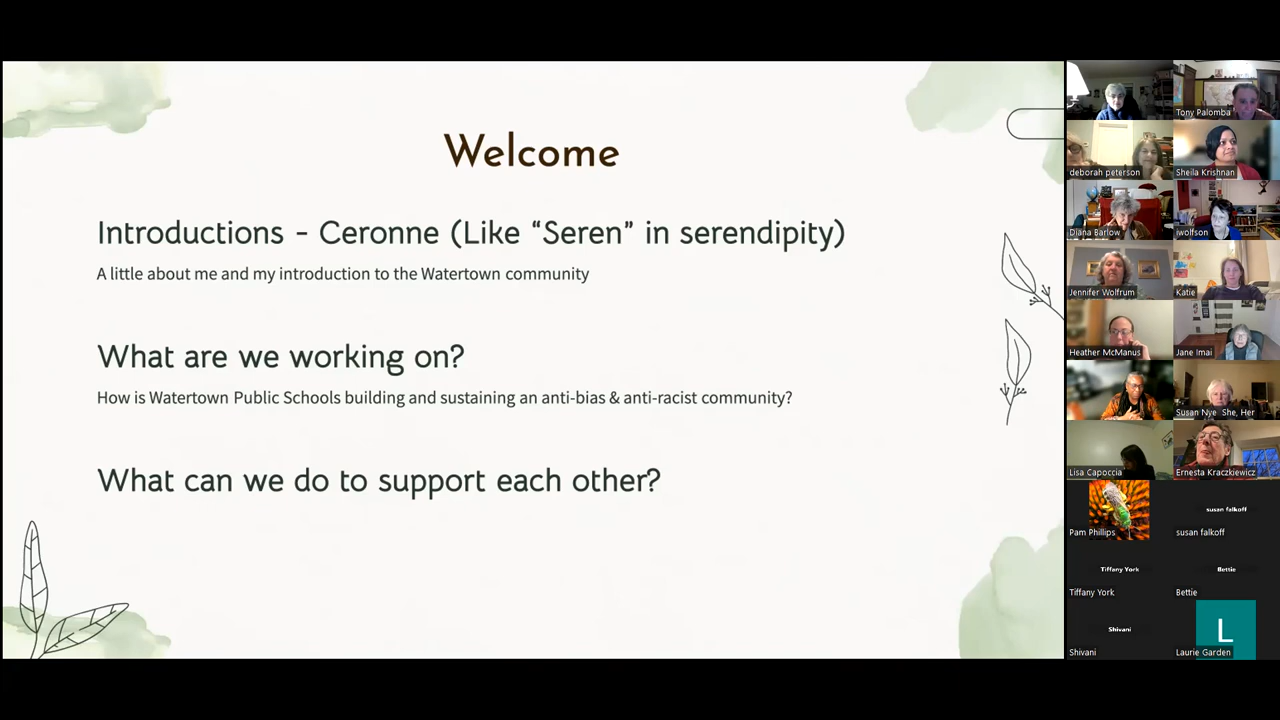 Welcome
Introductions - Ceronne (Like “Seren” in serendipity)
A little about me and my introduction to the Watertown community
What are we working on?
How is Watertown Public Schools building and sustaining an anti-bias & anti-racist community?
What can we do to support each other?
Tony Palomba
deborah peterson
Sheila Krishnan
Diana Barlow
iwolfson
Jennifer Wolfrum
Katie
Heather McManus
Jane Imai
Susan Nye She, Her
Lisa Capoccia
Ernesta Kraczkiewicz
Pam Phillips
susan falkoff
susan falkoff
Tiffany York
Tiffany York
Bettie
Bettie
Shivani
Shivani
L
Laurie Garden